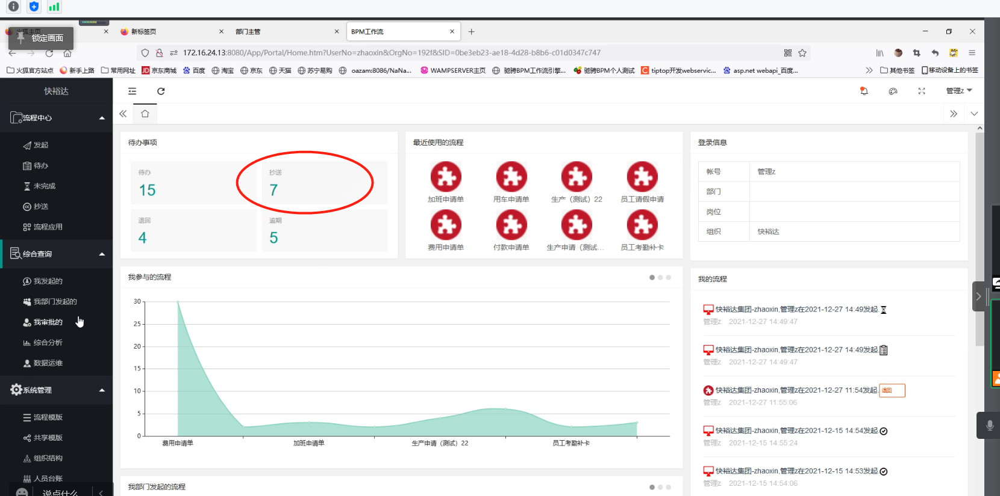 锁定画面
火狐主页
新标签页
部门主管
BPM工作流
172.16.24.13:8080/App/Portal/Home.htm?UserNo=zhaoxin&OrgNo=192f&SID=0be3eb23-ae18-4d28-b8b6-c01d0347c747
火狐官方站点 新手上路 常用网址 京东商城 百度 淘宝 京东 天猫 苏宁易购 oazam:8086/NaNa... WAMPSERVER主页 驰骋BPM工作流引擎... 驰骋BPM个人测试 tiptop开发webservic... asp.net webapi_百度... 其他书签 移动设备上的书签
快裕达
管理z
流程中心
发起
待办
未完成
抄送
流程应用
综合查询
我发起的
我部门发起的
我审批的
综合分析
数据运维
系统管理
流程模版
共享模版
组织结构
人员台账
说点什么
待办事项
待办
15
抄送
7
退回
4
逾期
5
最近使用的流程
加班申请单 用车申请单 生产（测试）22 员工请假申请
费用申请单 付款申请单 生产申请（测试... 员工考勤补卡
登录信息
帐号 管理z
部门
岗位
组织 快裕达
我参与的流程
30
25
20
15
10
5
0
费用申请单 加班申请单 生产申请（测试）22 员工考勤补卡
我的流程
快裕达集团-zhaoxin,管理z在2021-12-27 14:49发起.
管理z 2021-12-27 14:49:47
快裕达集团-zhaoxin,管理z在2021-12-27 14:49发起.
管理z 2021-12-27 14:49:47
快裕达集团-zhaoxin,管理z在2021-12-27 11:54发起. 退回
管理z 2021-12-27 11:55:06
快裕达集团-zhaoxin,管理z在2021-12-15 14:54发起.
管理z 2021-12-15 14:55:24
快裕达集团-zhaoxin,管理z在2021-12-15 14:53发起.
管理z 2021-12-15 14:54:06
我部门发起的流程